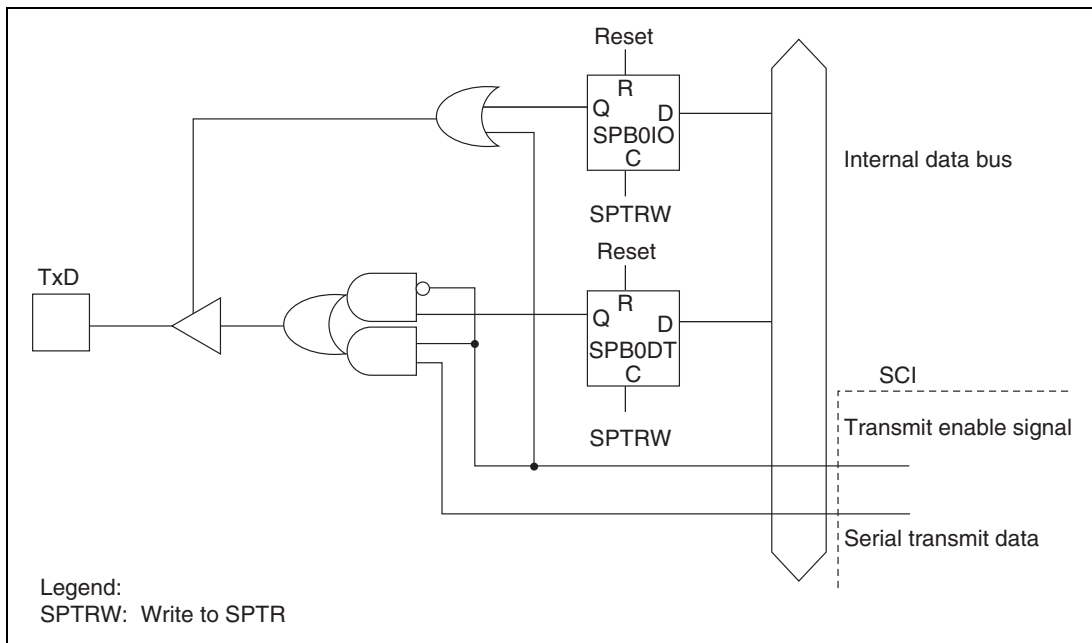 Reset
R
Q
D
SPB0IO
C
Internal data bus
SPTRW
Reset
TxD
R
Q
D
SPB0DT
C
SCI
Transmit enable signal
SPTRW
Serial transmit data
Legend:
SPTRW: Write to SPTR